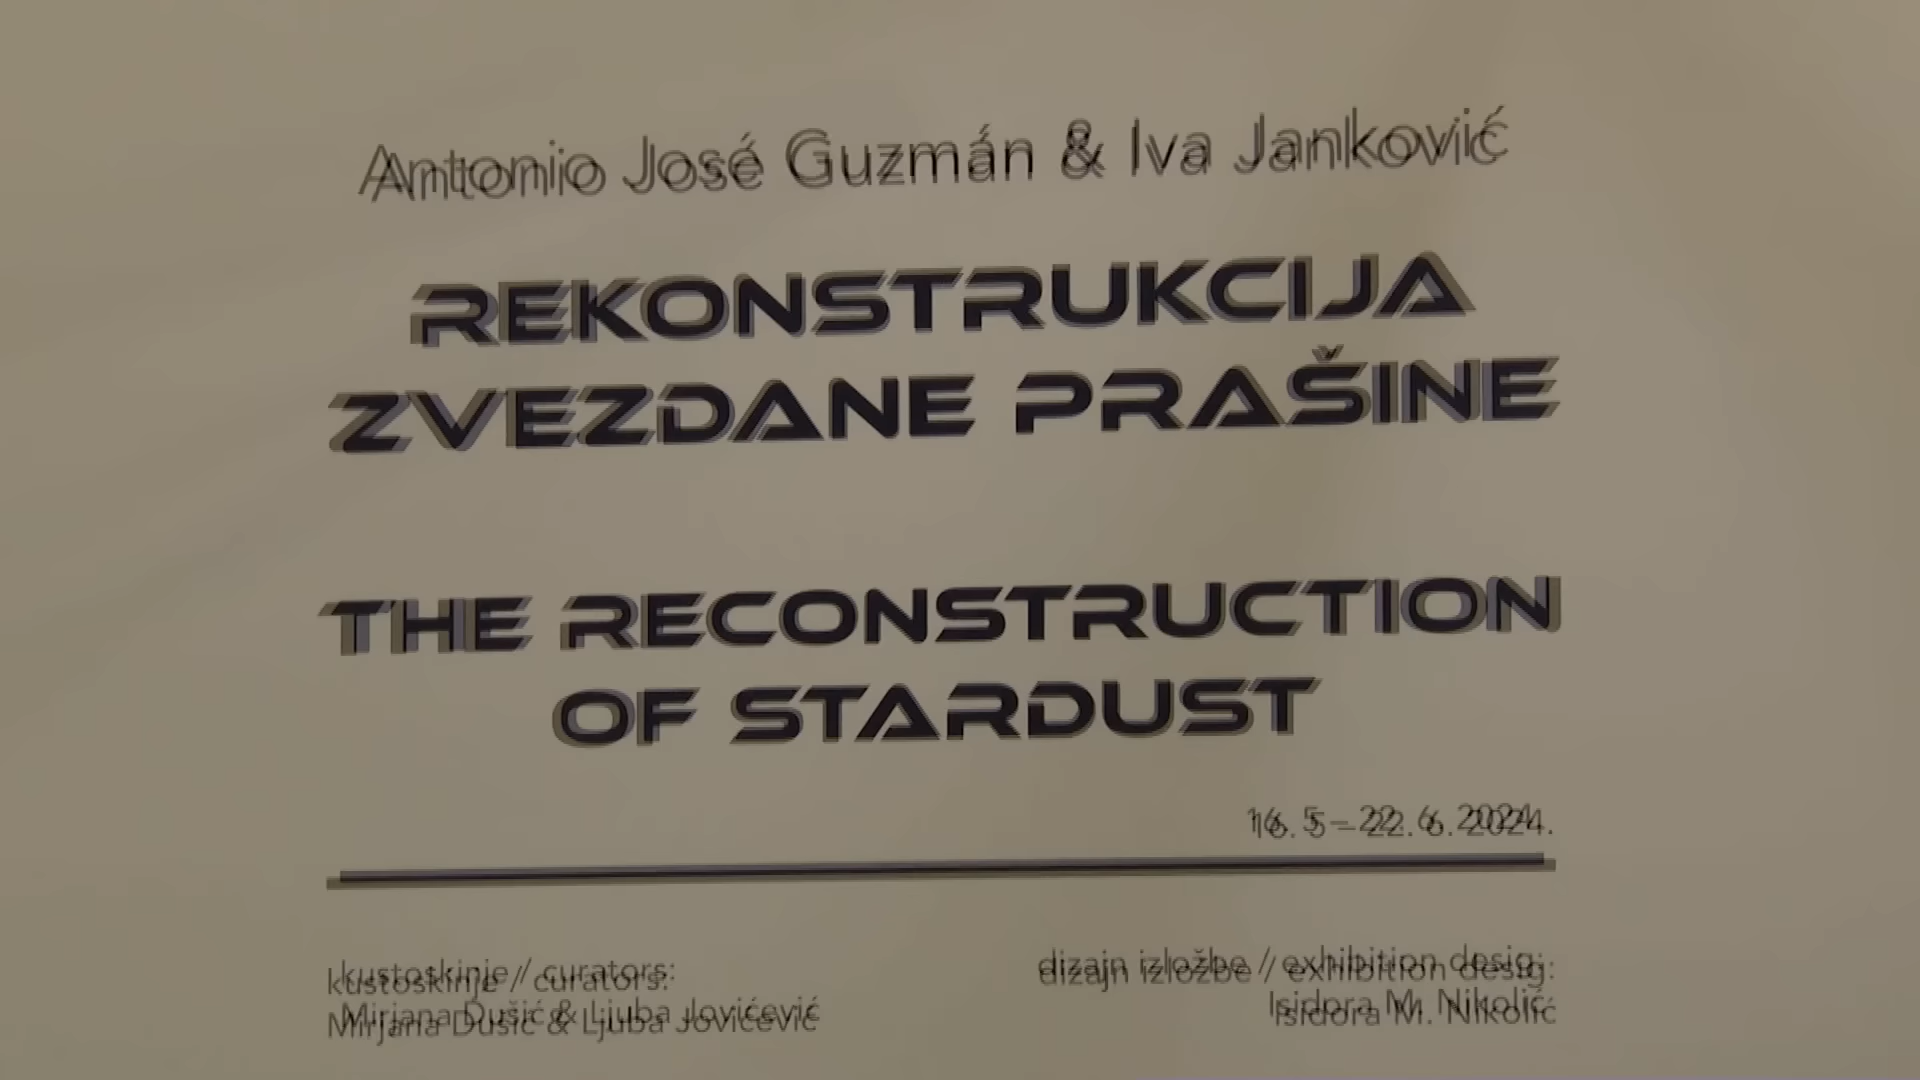 Antonio José Guzmán & Iva Janković
REKONSTRUKCIJA
ZVEZDANE PRAŠINE
THE RECONSTRUCTION
OF STARDUST
16. 5 – 22. 6. 2024.
kustoskinje / curators:
Mirjana Dušić & Ljuba Jovićević
dizajn izložbe / exhibition desig:
Isidora M. Nikolić